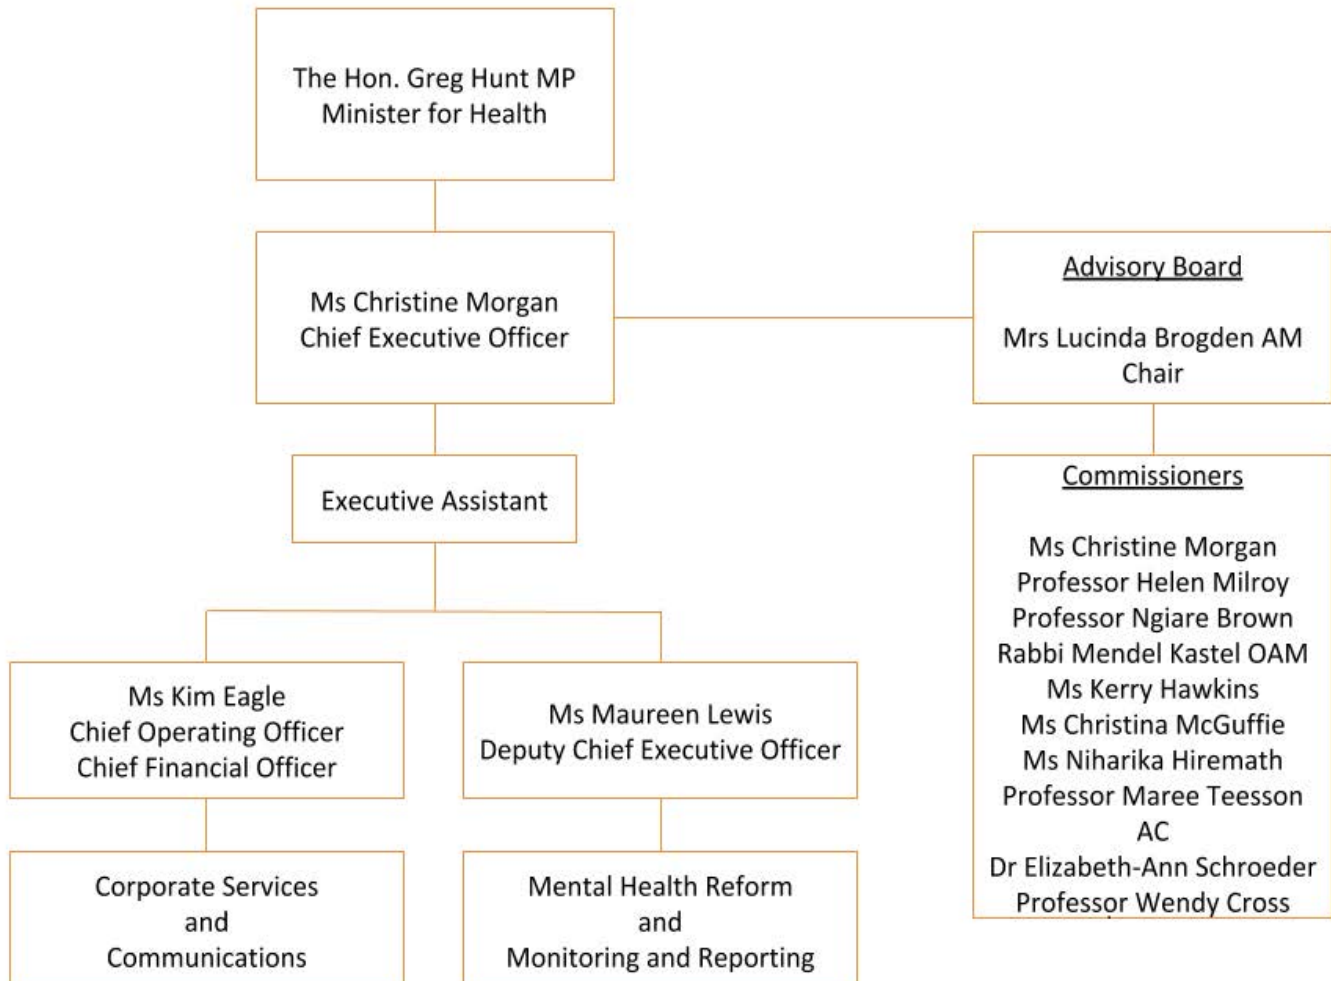 The Hon. Greg Hunt MP
Minister for Health
Ms Christine Morgan
Chief Executive Officer
Advisory Board
Mrs Lucinda Brogden AM
Chair
Executive Assistant
Commissioners
Ms Christine Morgan
Professor Helen Milroy
Professor Ngiare Brown
Rabbi Mendel Kastel OAM
Ms Kerry Hawkins
Ms Christina McGuffie
Ms Niharika Hiremath
Professor Maree Teesson
AC
Dr Elizabeth-Ann Schroeder
Professor Wendy Cross
Ms Kim Eagle
Chief Operating Officer
Chief Financial Officer
Ms Maureen Lewis
Deputy Chief Executive Officer
Corporate Services
and
Communications
Mental Health Reform
and
Monitoring and Reporting